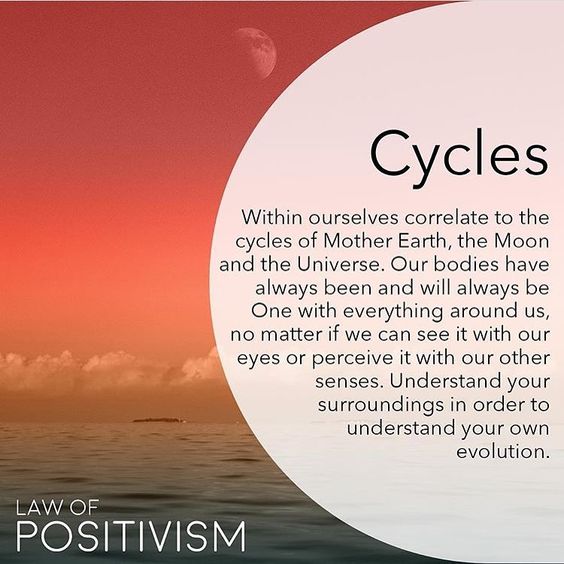 Cycles
Within ourselves correlate to the
cycles of Mother Earth, the Moon
and the Universe. Our bodies have
always been and will always be
One with everything around us,
no matter if we can see it with our
eyes or perceive it with our other
senses. Understand your
surroundings in order to
understand your own
evolution.
LAW OF
POSITIVISM